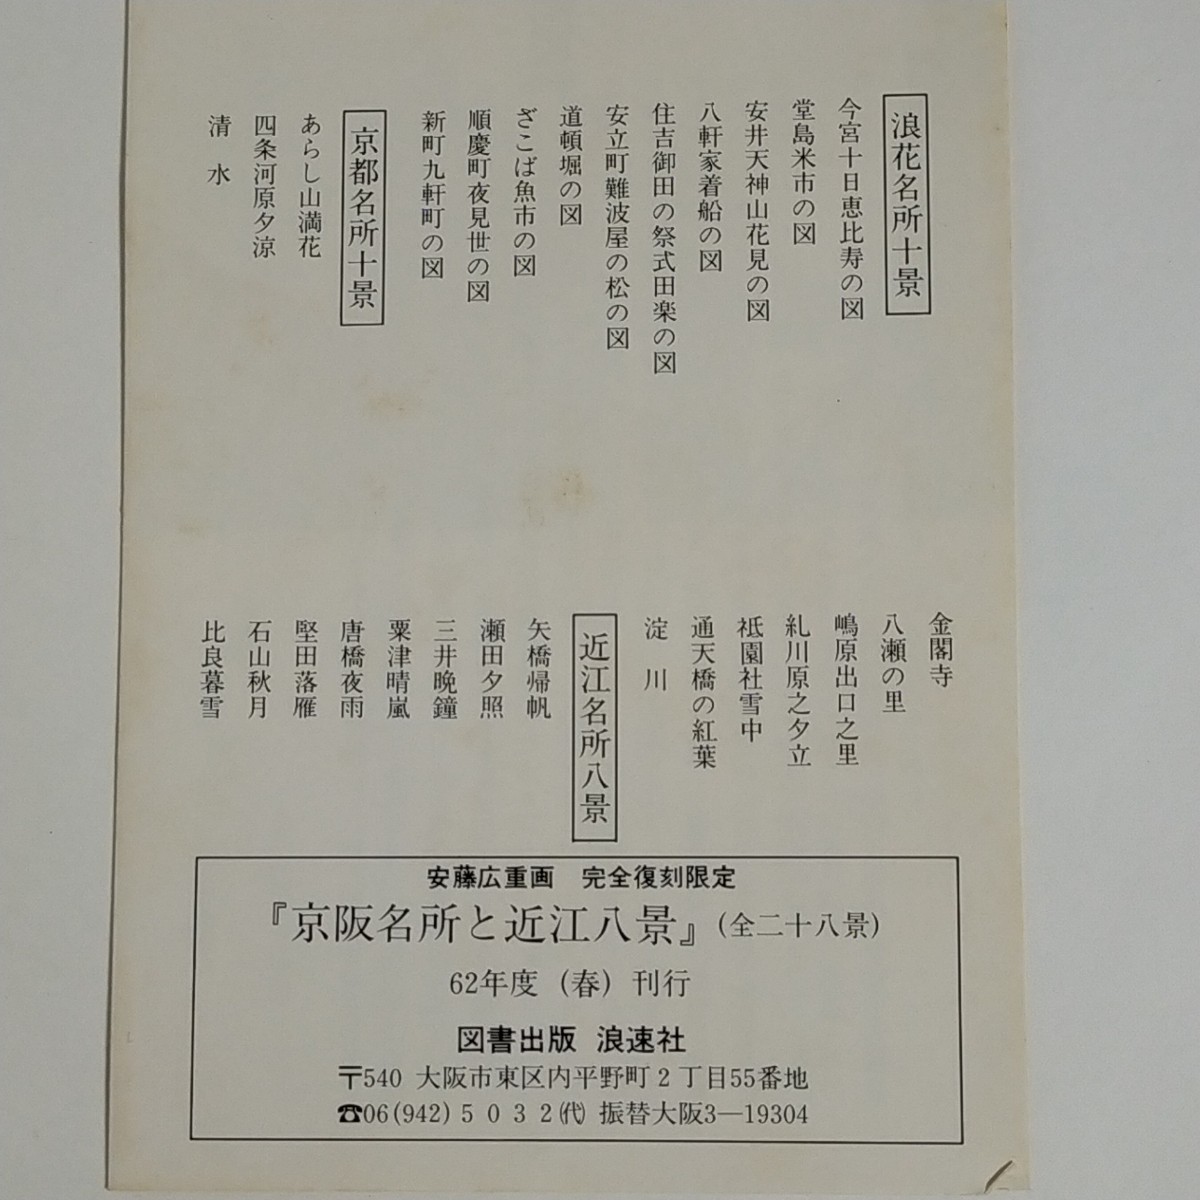 浪花名所十景
今宮十日恵比寿の図
堂島米市の図
安井天神山花見の図
八軒家着船の図
住吉御田の祭式田楽の図
安立町難波屋の松の図
道頓堀の図
ざこば魚市の図
順慶町夜見世の図
新町九軒町の図
京都名所十景
あらし山満花
四条河原夕涼
清水
金閣寺
八瀬の里
嶋原出口之里
糺川原之夕立
祗園社雪中
通天橋の紅葉
淀川
近江名所八景
矢橋帰帆
瀬田夕照
三井晩鐘
粟津晴嵐
唐橋夜雨
堅田落雁
石山秋月
比良暮雪
安藤広重画 完全復刻限定
『京阪名所と近江八景』(全二十八景)
62年度(春)刊行
図書出版 浪速社
〒540 大阪市東区内平野町2丁目55番地
☎06(942)5032㈹ 振替大阪3—19304